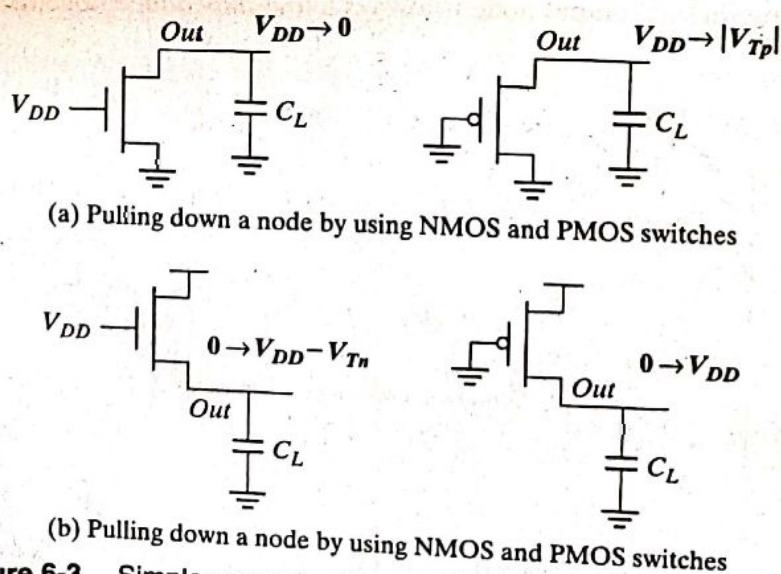 Out V_DD→0
Out V_DD→|V_Tp|
V_DD
C_L
C_L
(a) Pulling down a node by using NMOS and PMOS switches
V_DD
0→V_DD−V_Tn
0→V_DD
Out
Out
C_L
C_L
(b) Pulling down a node by using NMOS and PMOS switches